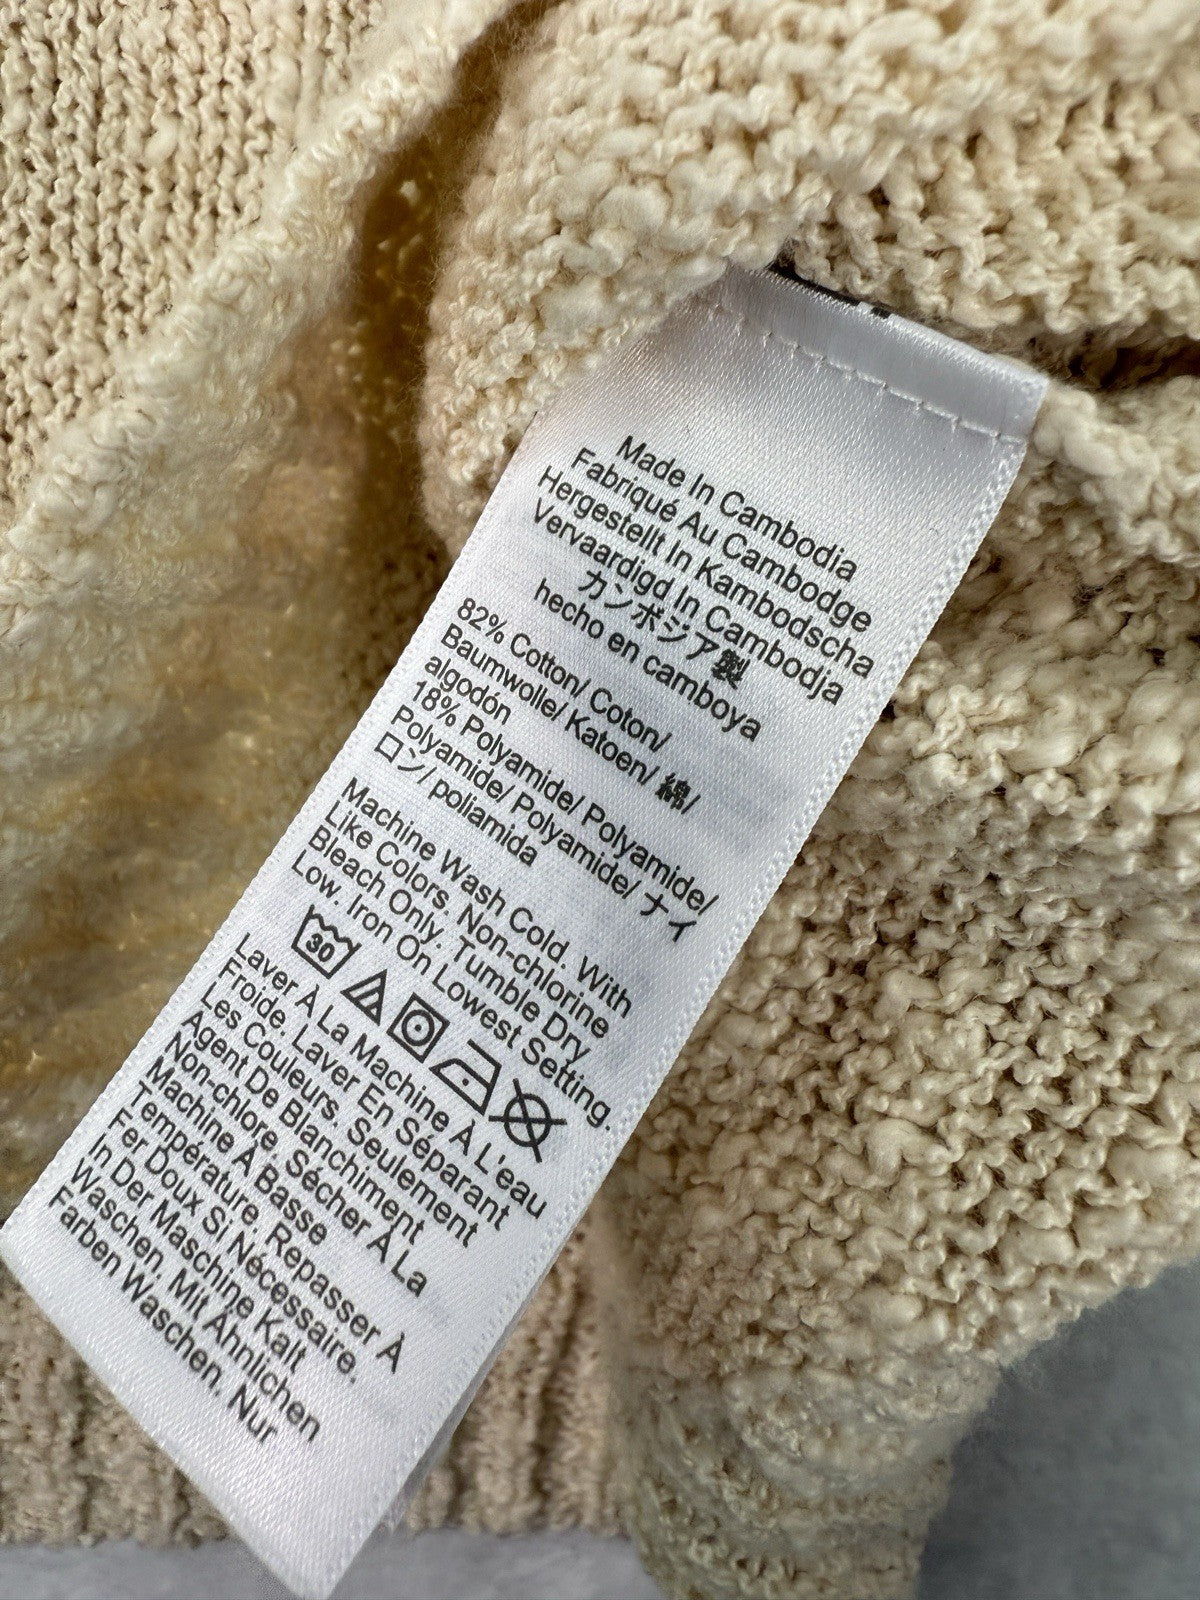 Made In Cambodia
Fabriqué Au Cambodge
Hergestellt In Kambodscha
Vervaardigd In Cambodja
カンボジア製
hecho en camboya
82% Cotton/ Coton/
Baumwolle/ Katoen/ 綿/
algodón
18% Polyamide/ Polyamide/
Polyamide/ Polyamide/ ナイ
ロン/ poliamida
Machine Wash Cold. With
Like Colors. Non-chlorine
Bleach Only. Tumble Dry
Low. Iron On Lowest Setting.
30
Laver À La Machine À L'eau
Froide. Laver En Séparant
Les Couleurs. Seulement
Agent De Blanchiment
Non-chlore. Sécher À La
Machine À Basse
Température. Repasser À
Fer Doux Si Nécessaire.
In Der Maschine Kalt
Waschen. Mit Ähnlichen
Farben Waschen. Nur